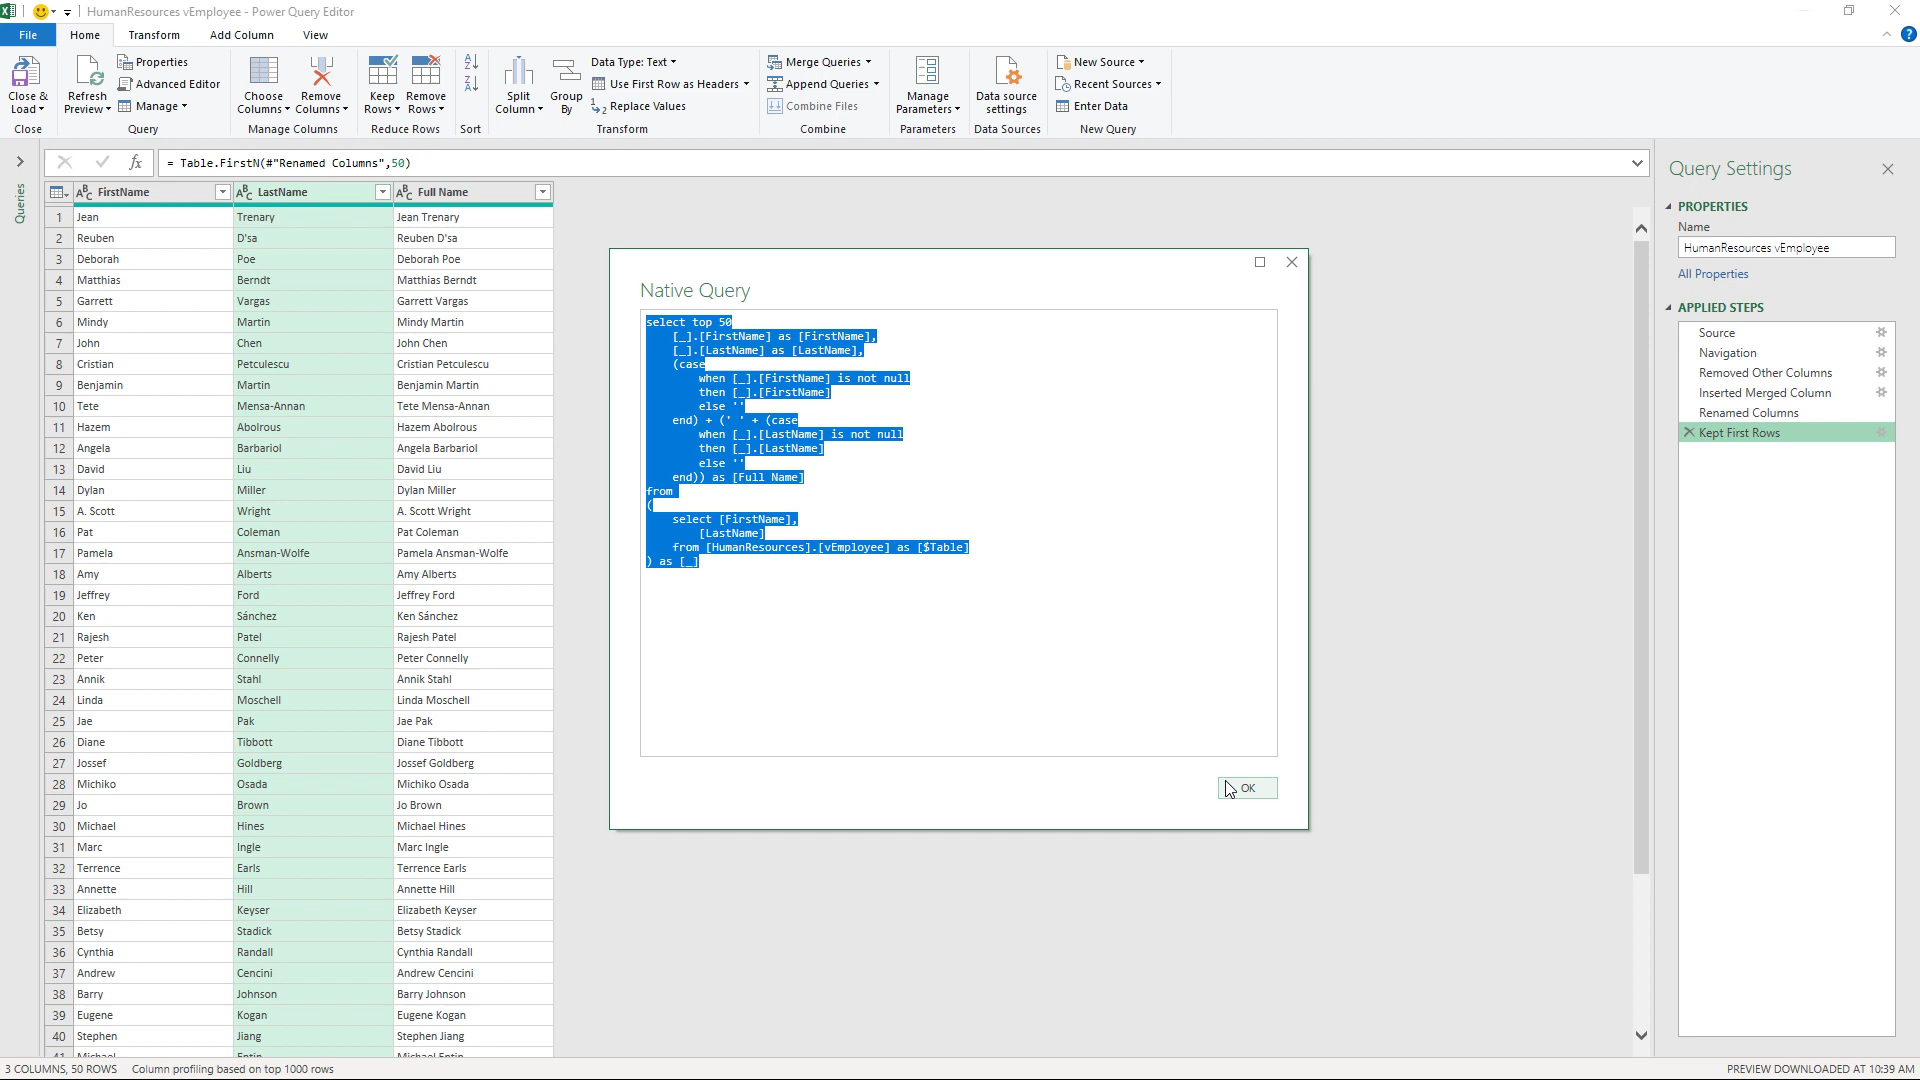 HumanResources vEmployee - Power Query Editor
File Home Transform Add Column View
Close & Load
Close
Refresh Preview
Properties
Advanced Editor
Manage
Query
Choose Columns
Remove Columns
Manage Columns
Keep Rows
Remove Rows
Reduce Rows
Sort
Split Column
Group By
Data Type: Text
Use First Row as Headers
Replace Values
Transform
Merge Queries
Append Queries
Combine Files
Combine
Manage Parameters
Parameters
Data source settings
Data Sources
New Source
Recent Sources
Enter Data
New Query
Queries
fx
= Table.FirstN(#"Renamed Columns",50)
FirstName LastName Full Name
1 Jean Trenary Jean Trenary
2 Reuben D'sa Reuben D'sa
3 Deborah Poe Deborah Poe
4 Matthias Berndt Matthias Berndt
5 Garrett Vargas Garrett Vargas
6 Mindy Martin Mindy Martin
7 John Chen John Chen
8 Cristian Petculescu Cristian Petculescu
9 Benjamin Martin Benjamin Martin
10 Tete Mensa-Annan Tete Mensa-Annan
11 Hazem Abolrous Hazem Abolrous
12 Angela Barbariol Angela Barbariol
13 David Liu David Liu
14 Dylan Miller Dylan Miller
15 A. Scott Wright A. Scott Wright
16 Pat Coleman Pat Coleman
17 Pamela Ansman-Wolfe Pamela Ansman-Wolfe
18 Amy Alberts Amy Alberts
19 Jeffrey Ford Jeffrey Ford
20 Ken Sánchez Ken Sánchez
21 Rajesh Patel Rajesh Patel
22 Peter Connelly Peter Connelly
23 Annik Stahl Annik Stahl
24 Linda Moschell Linda Moschell
25 Jae Pak Jae Pak
26 Diane Tibbott Diane Tibbott
27 Jossef Goldberg Jossef Goldberg
28 Michiko Osada Michiko Osada
29 Jo Brown Jo Brown
30 Michael Hines Michael Hines
31 Marc Ingle Marc Ingle
32 Terrence Earls Terrence Earls
33 Annette Hill Annette Hill
34 Elizabeth Keyser Elizabeth Keyser
35 Betsy Stadick Betsy Stadick
36 Cynthia Randall Cynthia Randall
37 Andrew Cencini Andrew Cencini
38 Barry Johnson Barry Johnson
39 Eugene Kogan Eugene Kogan
40 Stephen Jiang Stephen Jiang
41 Michael Entin Michael Entin
Native Query
select top 50
[_].[FirstName] as [FirstName],
[_].[LastName] as [LastName],
(case
when [_].[FirstName] is not null
then [_].[FirstName]
else ''
end) + (' ' + (case
when [_].[LastName] is not null
then [_].[LastName]
else ''
end)) as [Full Name]
from
(
select [FirstName],
[LastName]
from [HumanResources].[vEmployee] as [$Table]
) as [_]
OK
Query Settings
PROPERTIES
Name
HumanResources vEmployee
All Properties
APPLIED STEPS
Source
Navigation
Removed Other Columns
Inserted Merged Column
Renamed Columns
Kept First Rows
3 COLUMNS, 50 ROWS Column profiling based on top 1000 rows
PREVIEW DOWNLOADED AT 10:39 AM